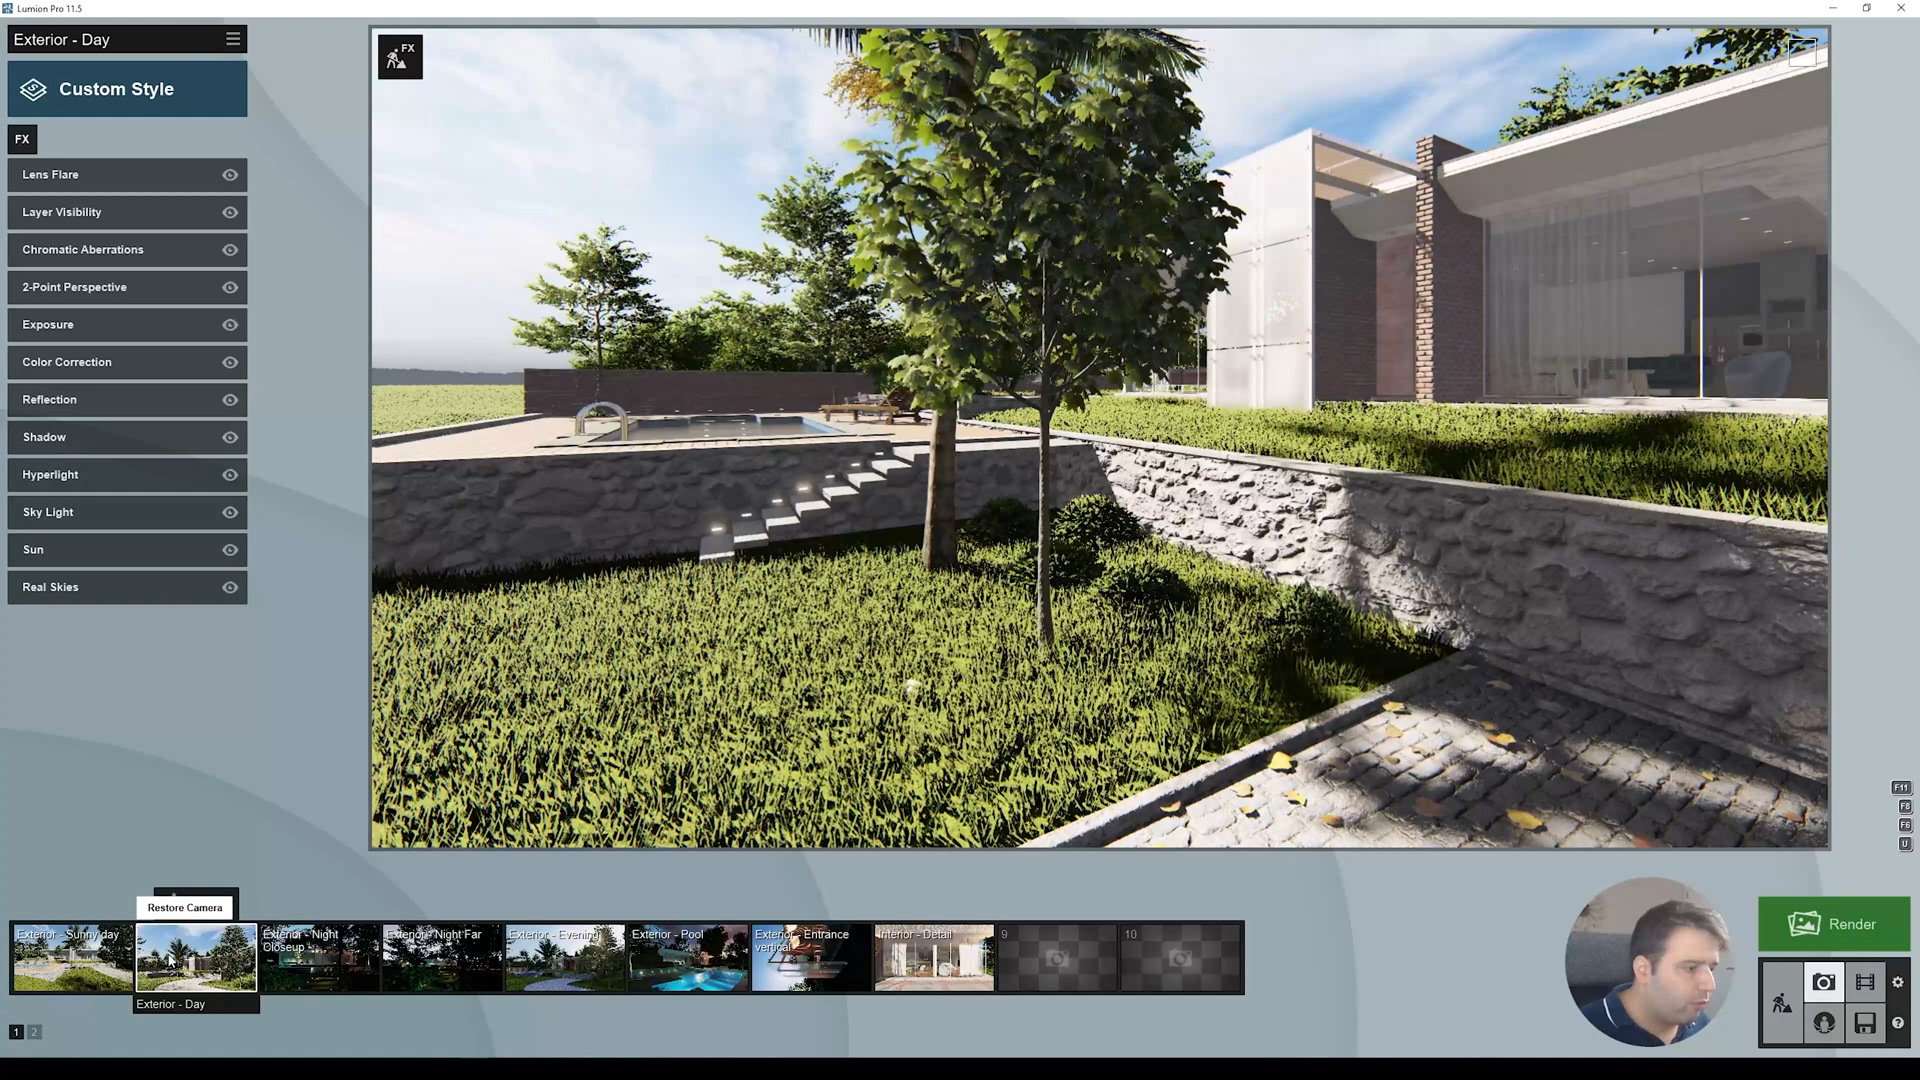 Lumion Pro 11.5
Exterior - Day
Custom Style
FX
Lens Flare
Layer Visibility
Chromatic Aberrations
2-Point Perspective
Exposure
Color Correction
Reflection
Shadow
Hyperlight
Sky Light
Sun
Real Skies
FX
F11
F8
F6
U
Restore Camera
Exterior - Sunny day
Exterior - Night Closeup
Exterior - Night Far
Exterior - Evening
Exterior - Pool
Exterior - Entrance vertical
Interior - Detail
9
10
Exterior - Day
1
2
Render
?